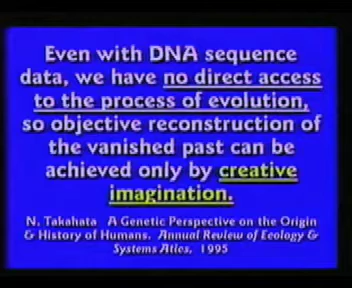 Even with DNA sequence
data, we have no direct access
to the process of evolution,
so objective reconstruction of
the vanished past can be
achieved only by creative
imagination.
N. Takahata A Genetic Perspective on the Origin
& History of Humans. Annual Review of Ecology &
Systems Atics, 1995